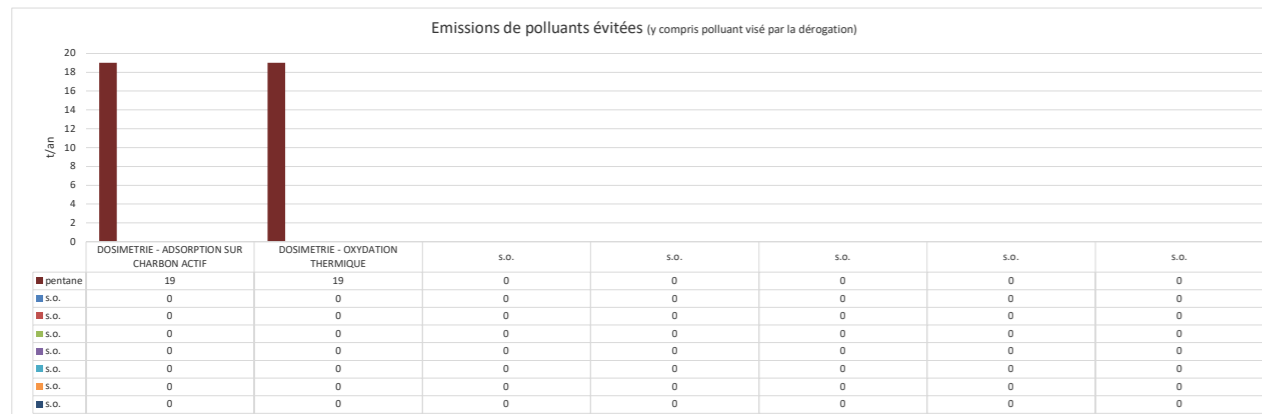 Emissions de polluants évitées (y compris polluant visé par la dérogation)
20
18
16
14
12
10
8
6
4
2
0
t/an
DOSIMETRIE - ADSORPTION SUR CHARBON ACTIF DOSIMETRIE - OXYDATION THERMIQUE s.o. s.o. s.o. s.o. s.o.
pentane 19 19 0 0 0 0 0
s.o. 0 0 0 0 0 0 0
s.o. 0 0 0 0 0 0 0
s.o. 0 0 0 0 0 0 0
s.o. 0 0 0 0 0 0 0
s.o. 0 0 0 0 0 0 0
s.o. 0 0 0 0 0 0 0
s.o. 0 0 0 0 0 0 0